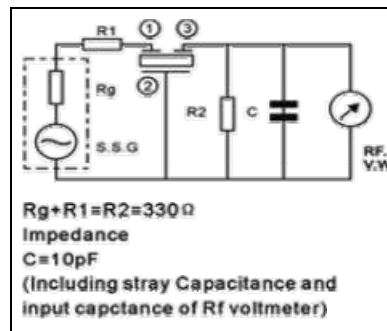 R1
①
③
Rg
②
R2
C
S.S.G
RF.
V.W
Rg+R1=R2=330Ω
Impedance
C=10pF
(Including stray Capacitance and
input capctance of Rf voltmeter)